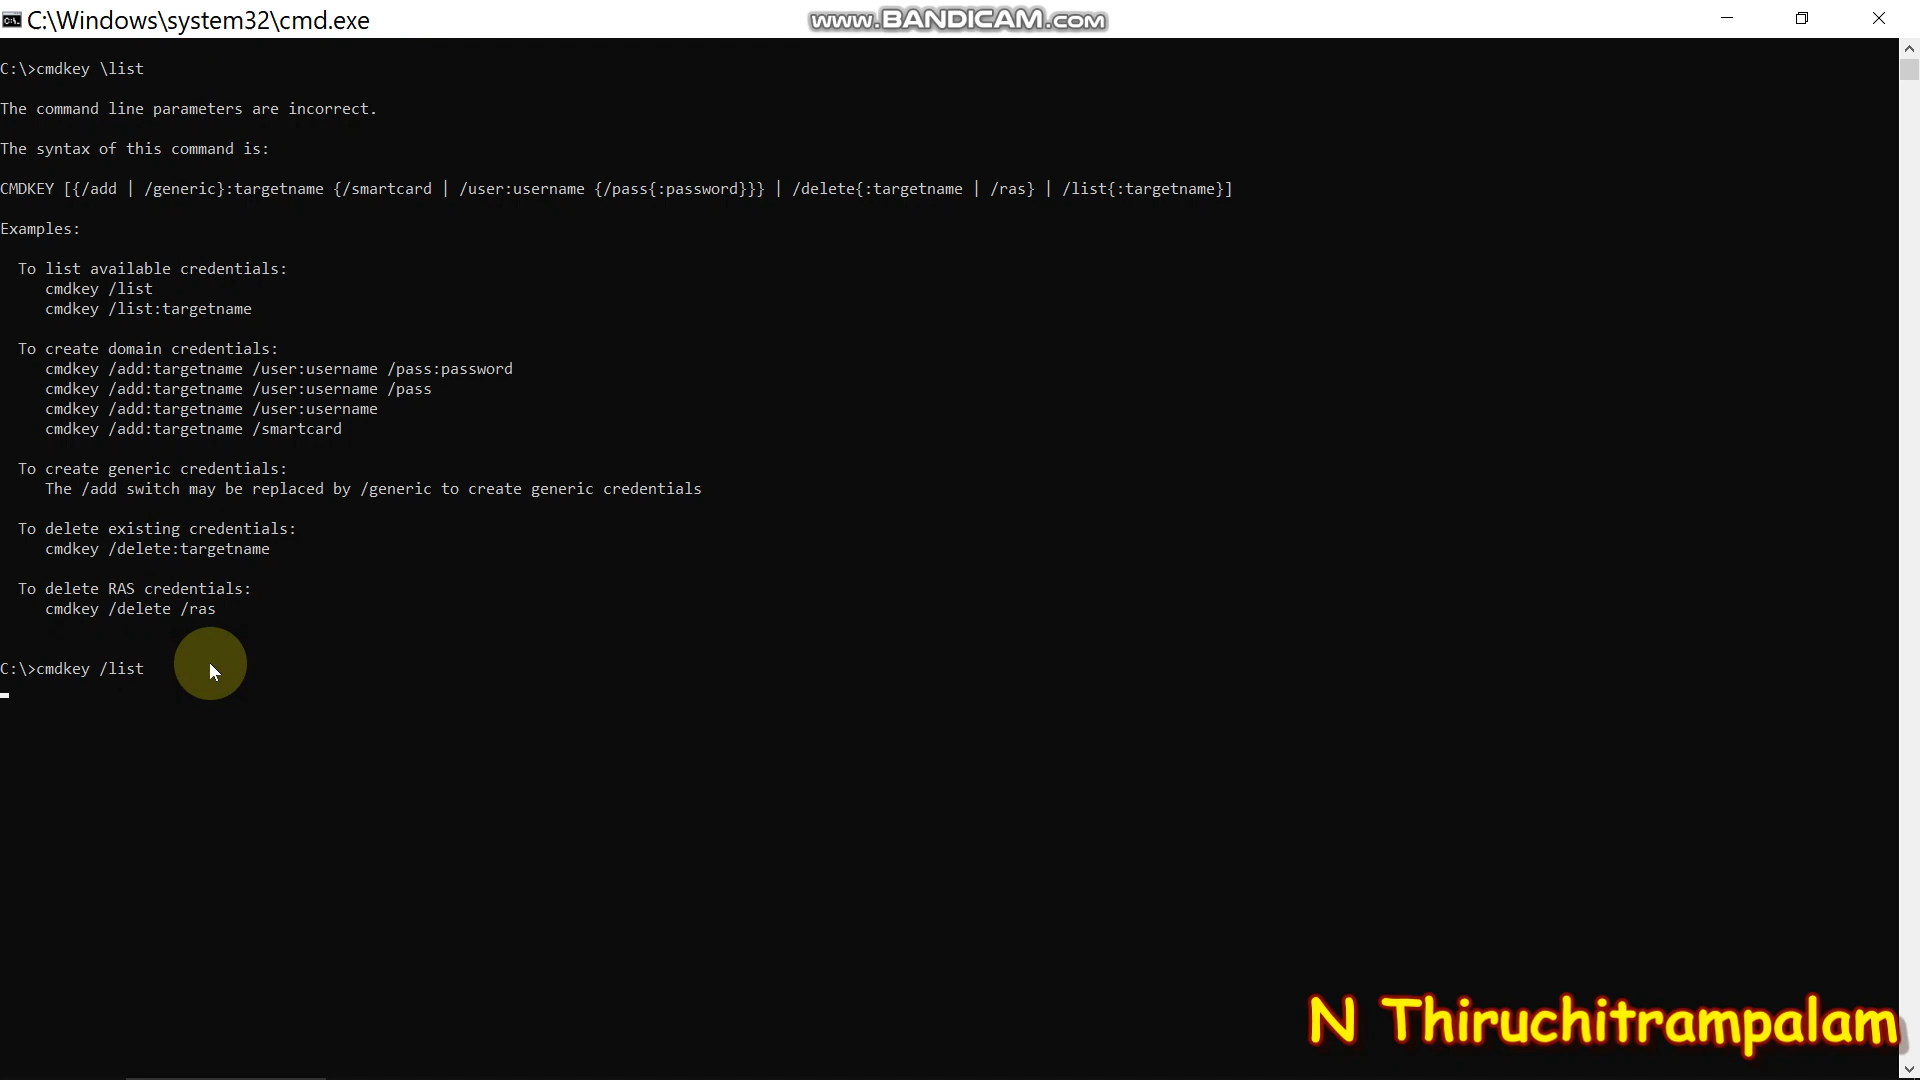 C:\Windows\system32\cmd.exe
www.BANDICAM.com
C:\>cmdkey \list
The command line parameters are incorrect.
The syntax of this command is:
CMDKEY [{/add | /generic}:targetname {/smartcard | /user:username {/pass{:password}}} | /delete{:targetname | /ras} | /list{:targetname}]
Examples:
To list available credentials:
cmdkey /list
cmdkey /list:targetname
To create domain credentials:
cmdkey /add:targetname /user:username /pass:password
cmdkey /add:targetname /user:username /pass
cmdkey /add:targetname /user:username
cmdkey /add:targetname /smartcard
To create generic credentials:
The /add switch may be replaced by /generic to create generic credentials
To delete existing credentials:
cmdkey /delete:targetname
To delete RAS credentials:
cmdkey /delete /ras
C:\>cmdkey /list
N Thiruchitrampalam